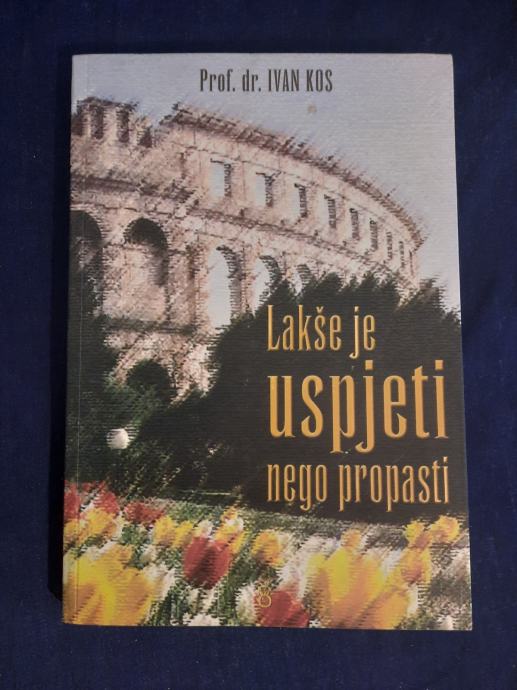 Prof. dr. IVAN KOS
Lakše je
uspjeti
nego propasti